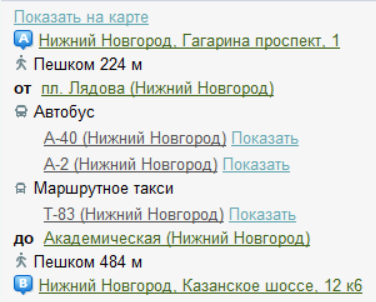 Показать на карте
A Нижний Новгород, Гагарина проспект, 1
Пешком 224 м
от пл. Лядова (Нижний Новгород)
Автобус
А-40 (Нижний Новгород) Показать
А-2 (Нижний Новгород) Показать
Маршрутное такси
Т-83 (Нижний Новгород) Показать
до Академическая (Нижний Новгород)
Пешком 484 м
B Нижний Новгород, Казанское шоссе, 12 к6